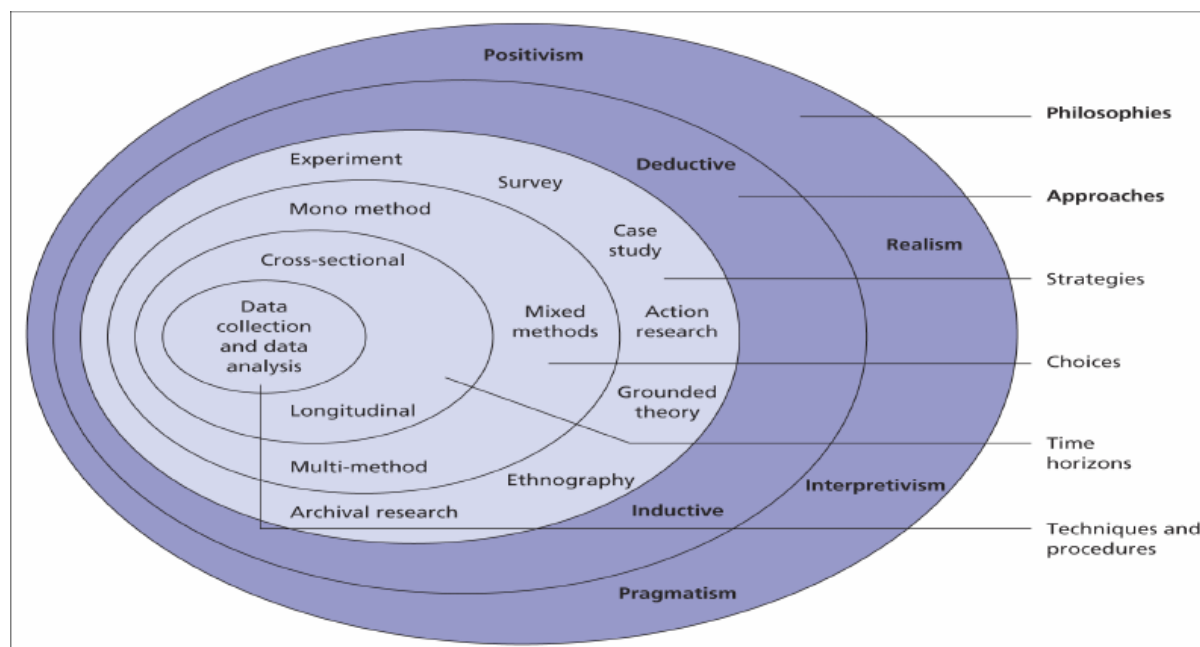 Positivism
Philosophies
Experiment
Deductive
Survey
Approaches
Mono method
Case
study
Realism
Cross-sectional
Strategies
Data
collection
and data
analysis
Mixed
methods
Action
research
Choices
Longitudinal
Grounded
theory
Time
horizons
Multi-method
Ethnography
Interpretivism
Archival research
Inductive
Techniques and
procedures
Pragmatism